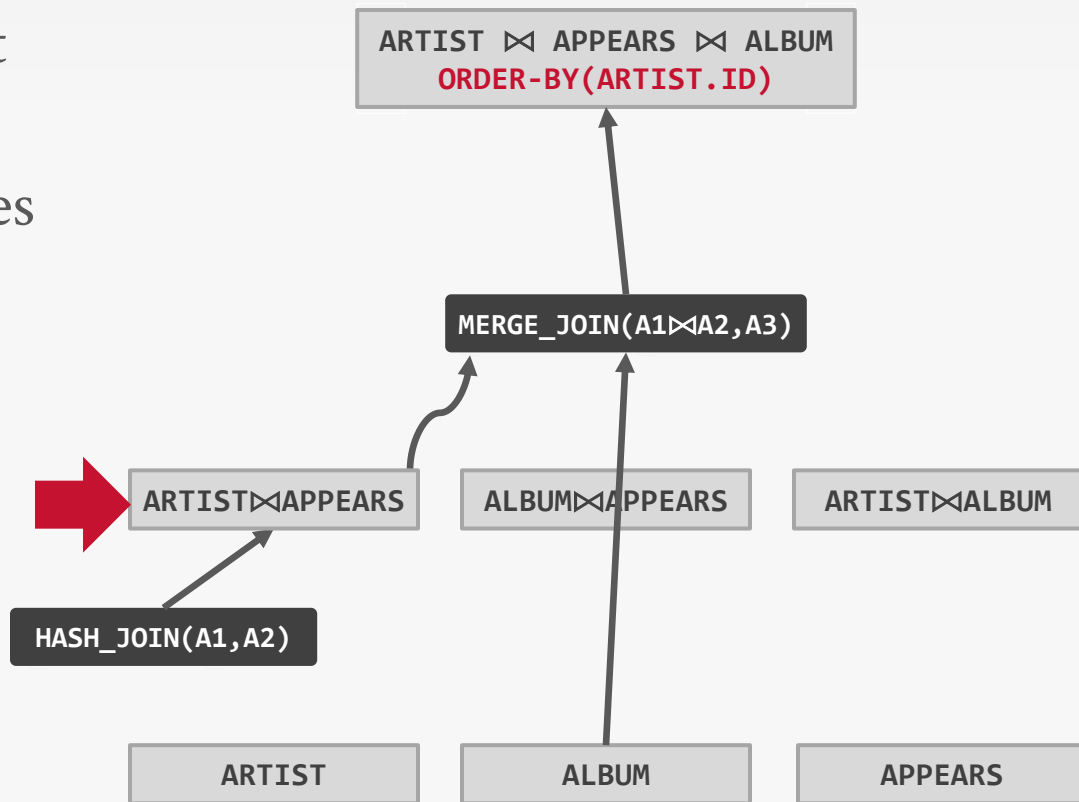 t
es
ARTIST ⋈ APPEARS ⋈ ALBUM
ORDER-BY(ARTIST.ID)
MERGE_JOIN(A1⋈A2,A3)
ARTIST⋈APPEARS
ALBUM⋈APPEARS
ARTIST⋈ALBUM
HASH_JOIN(A1,A2)
ARTIST
ALBUM
APPEARS